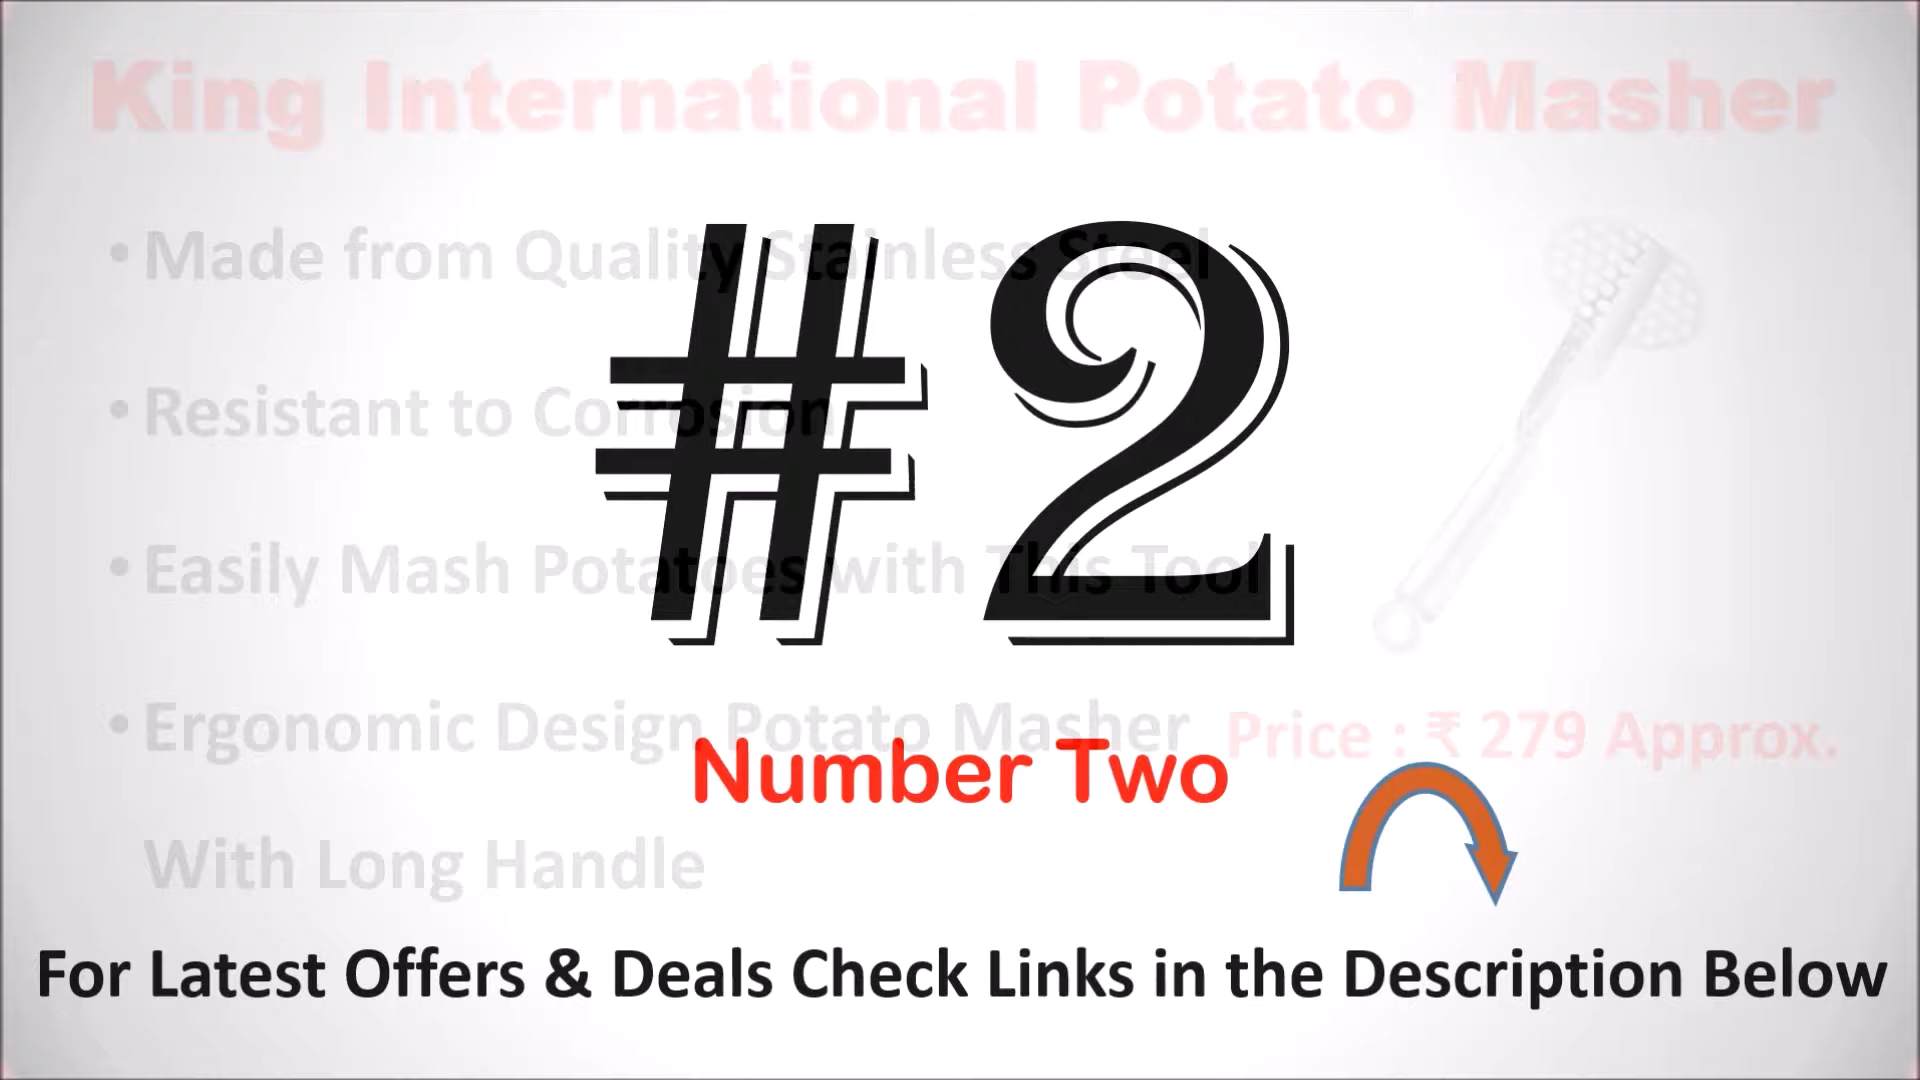 King International Potato Masher
• Made from Quality Stainless Steel
• Resistant to Corrosion
• Easily Mash Potatoes with This Tool
• Ergonomic Design Potato Masher
With Long Handle
Price : ₹ 279 Approx.
#2
Number Two
For Latest Offers & Deals Check Links in the Description Below